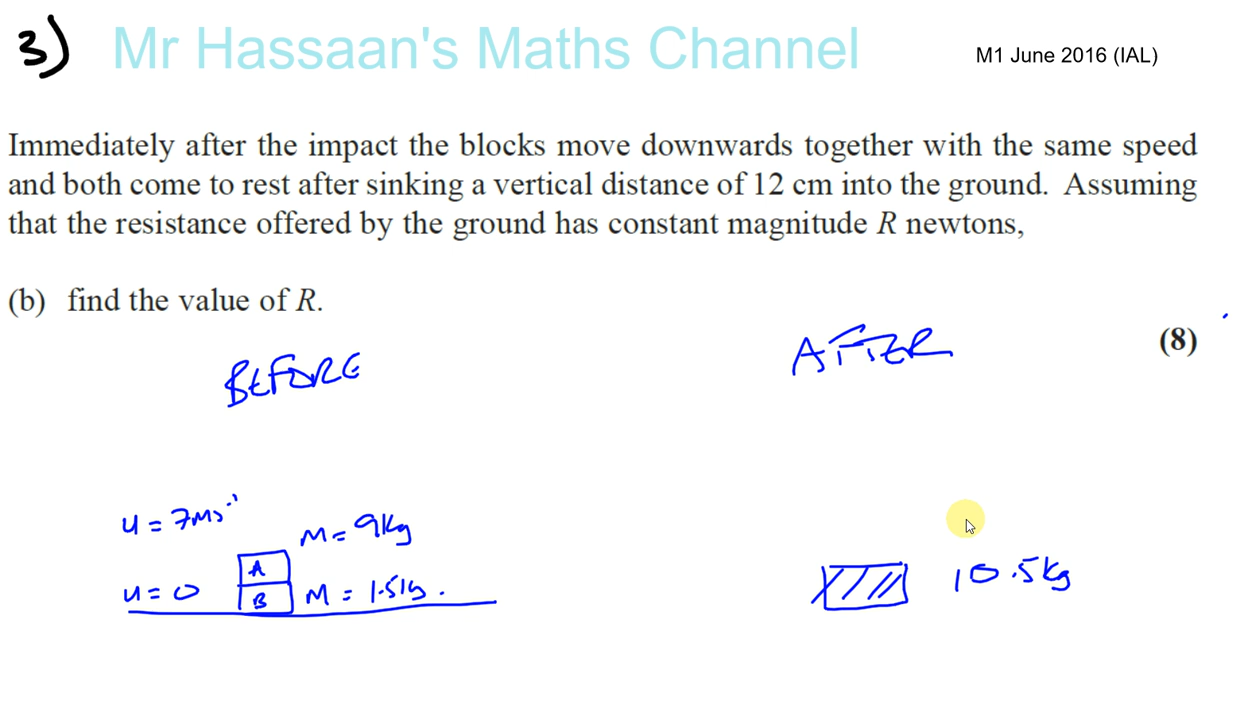 3) Mr Hassaan's Maths Channel
M1 June 2016 (IAL)
Immediately after the impact the blocks move downwards together with the same speed
and both come to rest after sinking a vertical distance of 12 cm into the ground. Assuming
that the resistance offered by the ground has constant magnitude R newtons,
(b) find the value of R.
(8)
BEFORE
AFTER
u = 7ms⁻¹
M = 9kg
A
u = 0
B
M = 1.5kg.
10.5kg